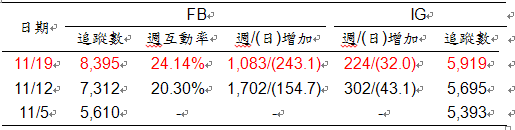 日期 FB IG
追蹤數 週互動率 週/(日)增加 週/(日)增加 追蹤數
11/19 8,395 24.14% 1,083/(243.1) 224/(32.0) 5,919
11/12 7,312 20.30% 1,702/(154.7) 302/(43.1) 5,695
11/5 5,610 – – – 5,393